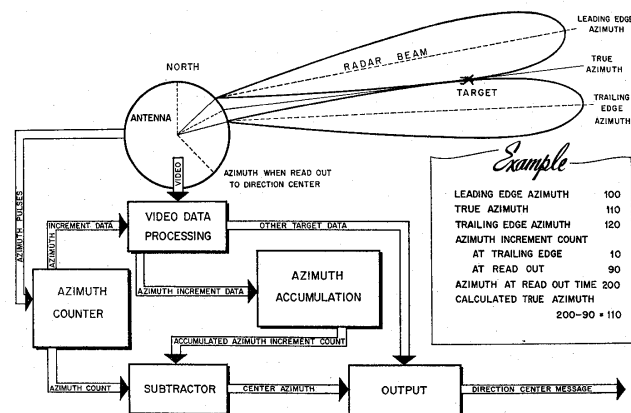 LEADING EDGE
AZIMUTH
NORTH
RADAR BEAM
TRUE
AZIMUTH
TARGET
ANTENNA
TRAILING
EDGE
AZIMUTH
AZIMUTH WHEN READ OUT
TO DIRECTION CENTER
VIDEO
AZIMUTH PULSES
Example
LEADING EDGE AZIMUTH 100
TRUE AZIMUTH 110
TRAILING EDGE AZIMUTH 120
AZIMUTH INCREMENT COUNT
AT TRAILING EDGE 10
AT READ OUT 90
AZIMUTH AT READ OUT TIME 200
CALCULATED TRUE AZIMUTH
200-90 = 110
INCREMENT DATA
AZIMUTH
VIDEO DATA
PROCESSING
OTHER TARGET DATA
AZIMUTH INCREMENT DATA
AZIMUTH
ACCUMULATION
AZIMUTH
COUNTER
ACCUMULATED AZIMUTH INCREMENT COUNT
AZIMUTH COUNT
SUBTRACTOR
CENTER AZIMUTH
OUTPUT
DIRECTION CENTER MESSAGE